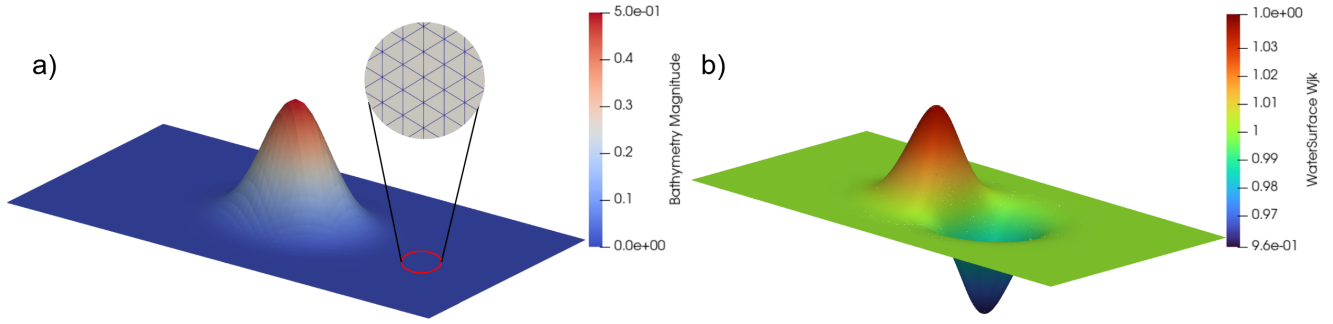 a)
5.0e-01
0.4
0.3
0.2
0.1
0.0e+00
Bathymetry Magnitude
b)
1.0e+00
1.03
1.02
1.01
1
0.99
0.98
0.97
9.6e-01
WaterSurface Wjk